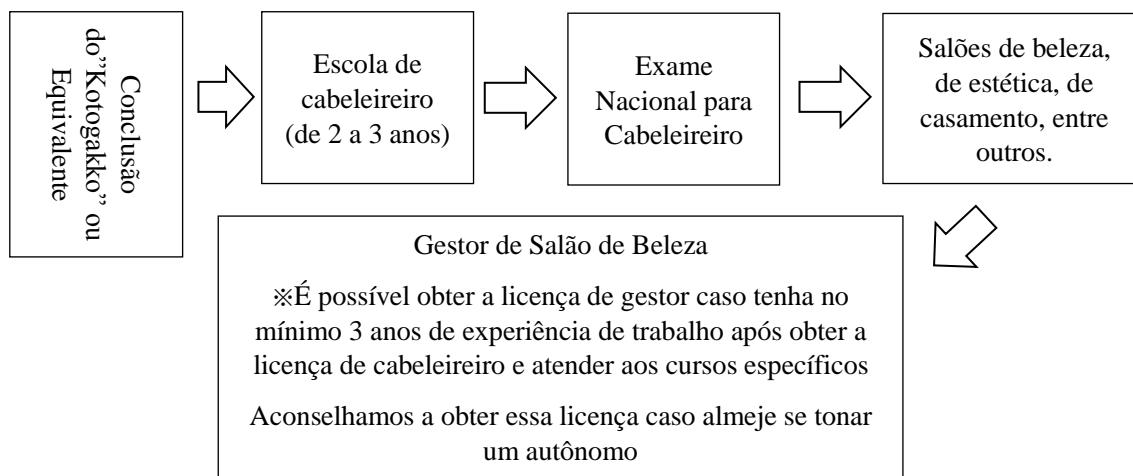 Conclusão
do”Kotogakko” ou
Equivalente
Escola de
cabeleireiro
(de 2 a 3 anos)
Exame
Nacional para
Cabeleireiro
Salões de beleza,
de estética, de
casamento, entre
outros.
Gestor de Salão de Beleza
※É possível obter a licença de gestor caso tenha no
mínimo 3 anos de experiência de trabalho após obter a
licença de cabeleireiro e atender aos cursos específicos
Aconselhamos a obter essa licença caso almeje se tonar
um autônomo